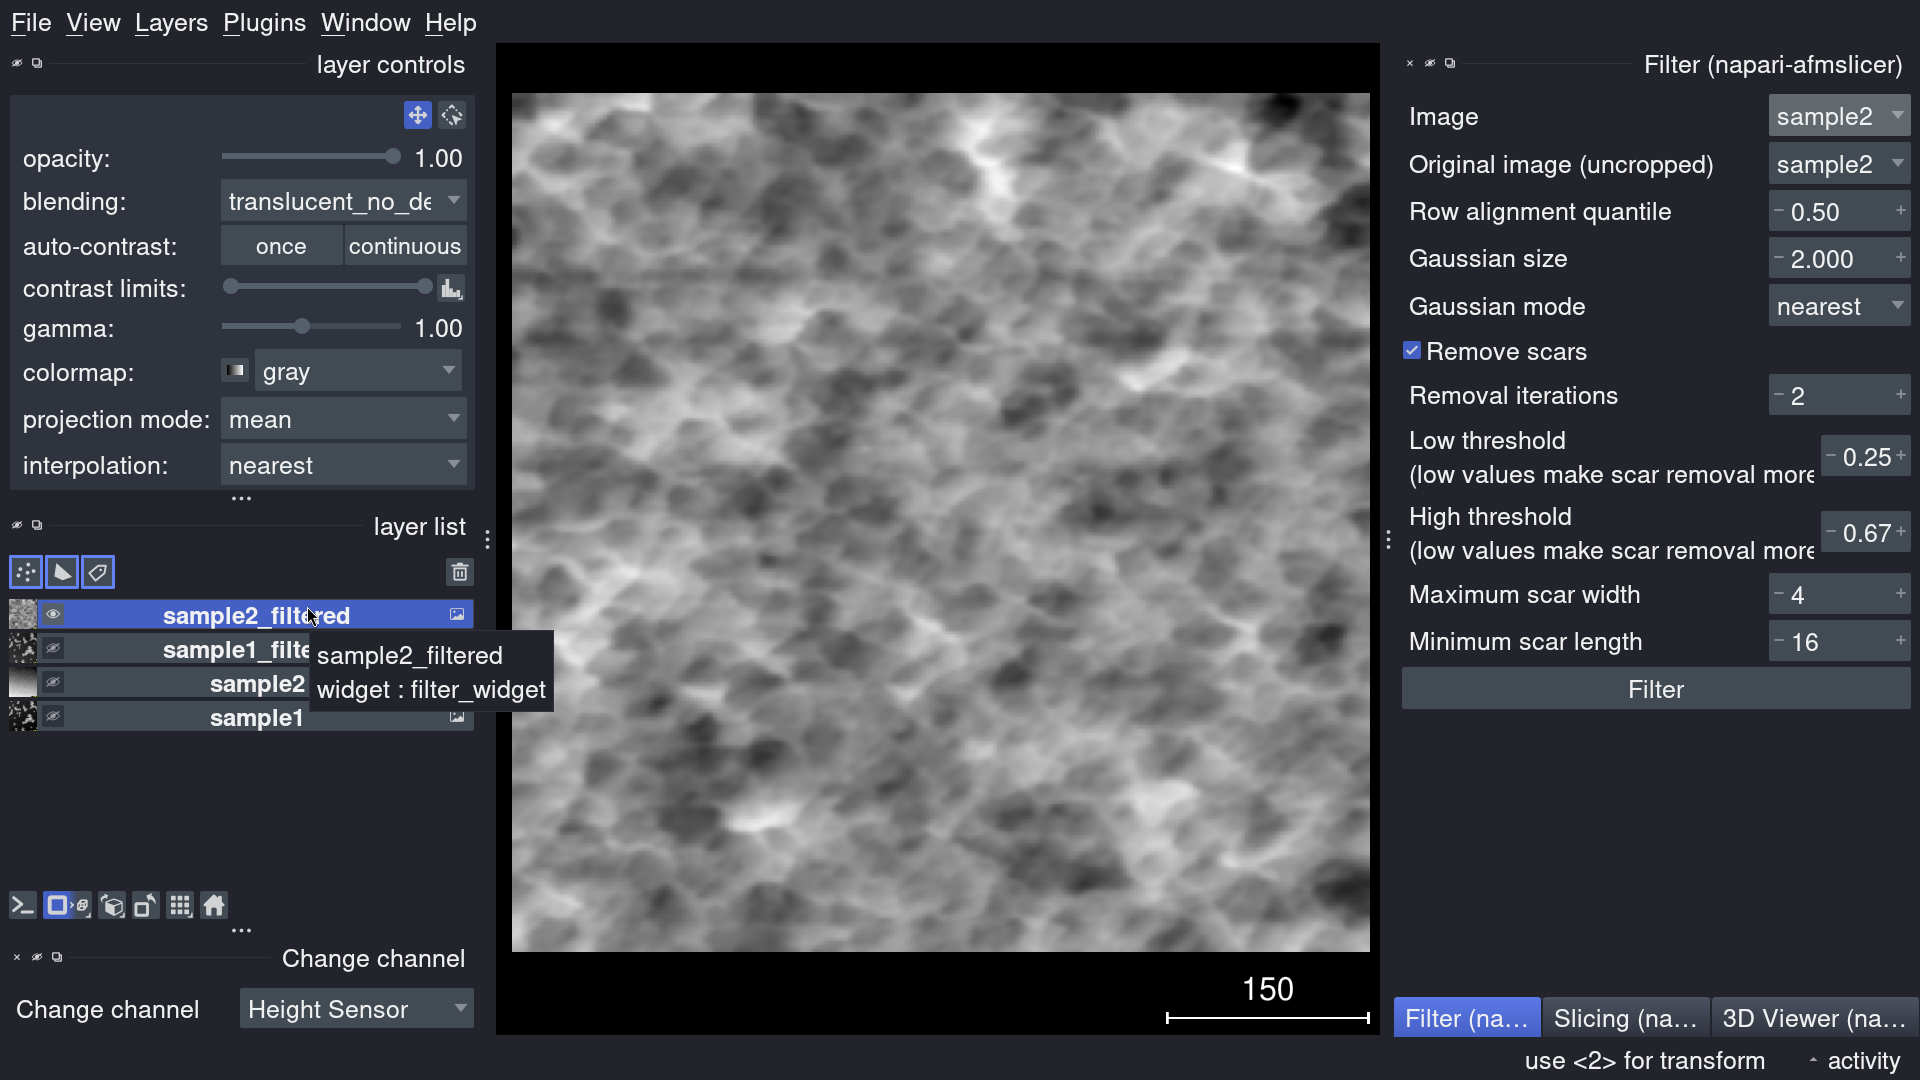 File View Layers Plugins Window Help
layer controls
opacity: 1.00
blending: translucent_no_de
auto-contrast: once continuous
contrast limits:
gamma: 1.00
colormap: gray
projection mode: mean
interpolation: nearest
layer list
sample2_filtered
sample1_filte
sample2
sample1
sample2_filtered
widget : filter_widget
Change channel
Change channel Height Sensor
150
Filter (napari-afmslicer)
Image sample2
Original image (uncropped) sample2
Row alignment quantile 0.50
Gaussian size 2.000
Gaussian mode nearest
Remove scars
Removal iterations 2
Low threshold
(low values make scar removal more 0.25
High threshold
(low values make scar removal more 0.67
Maximum scar width 4
Minimum scar length 16
Filter
Filter (na... Slicing (na... 3D Viewer (na...
use <2> for transform activity